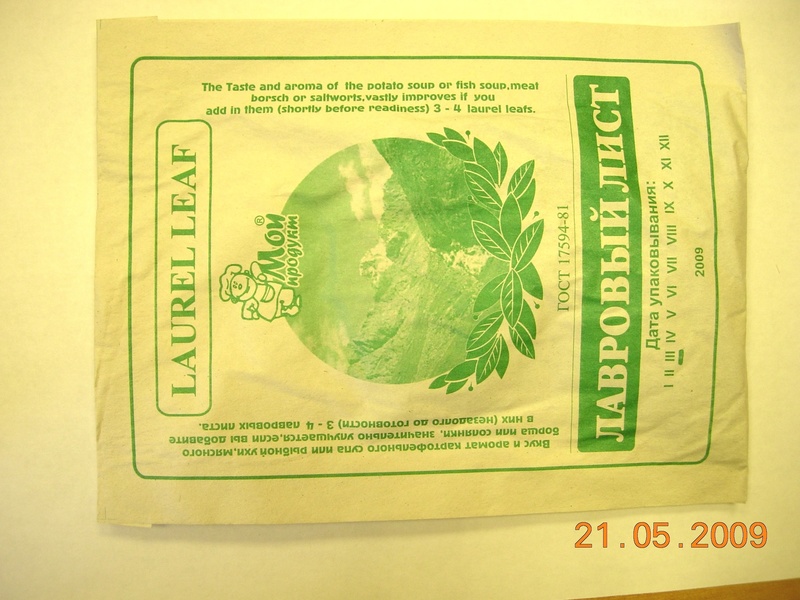 The Taste and aroma of the potato soup or fish soup,meat
borsch or saltworts,vastly improves if you
add in them (shortly before readiness) 3 - 4 laurel leafs.
LAUREL LEAF
Мои®
продукт
ГОСТ 17594-81
ЛАВРОВЫЙ ЛИСТ
Дата упаковывания:
I II III IV V VI VII VIII IX X XI XII
2009
Вкус и аромат картофельного супа или рыбной ухи,мясного
борща или солянки, значительно улучшается,если вы добавите
в них (незадолго до готовности) 3 - 4 лавровых листа.
21.05.2009